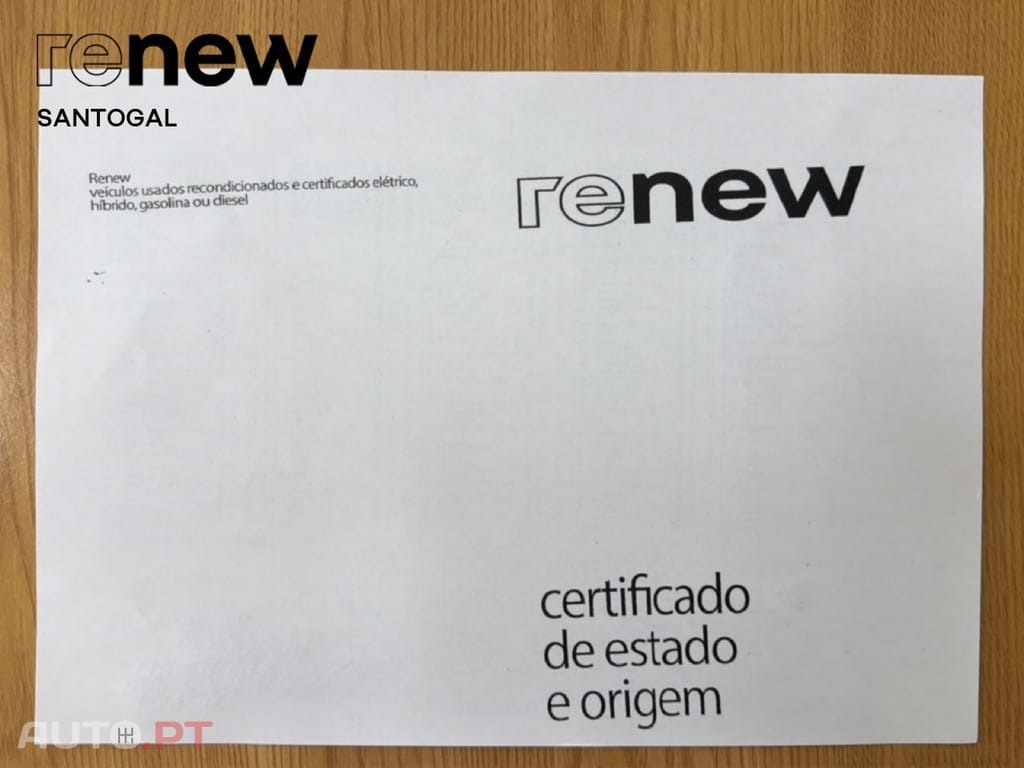 renew
SANTOGAL
Renew
veículos usados recondicionados e certificados elétrico,
híbrido, gasolina ou diesel
renew
certificado
de estado
e origem
AUTO.PT